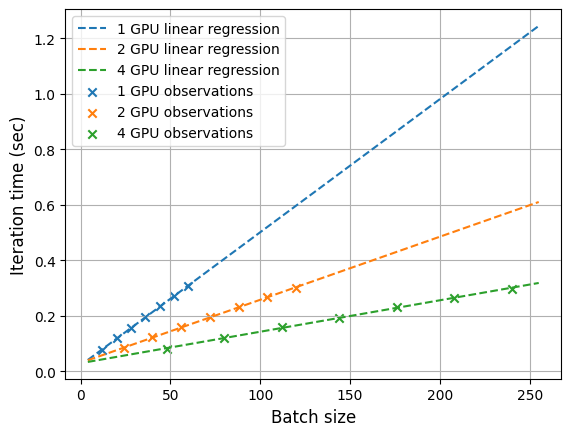 1 GPU linear regression
2 GPU linear regression
4 GPU linear regression
1 GPU observations
2 GPU observations
4 GPU observations
Iteration time (sec)
1.2
1.0
0.8
0.6
0.4
0.2
0.0
0 50 100 150 200 250
Batch size